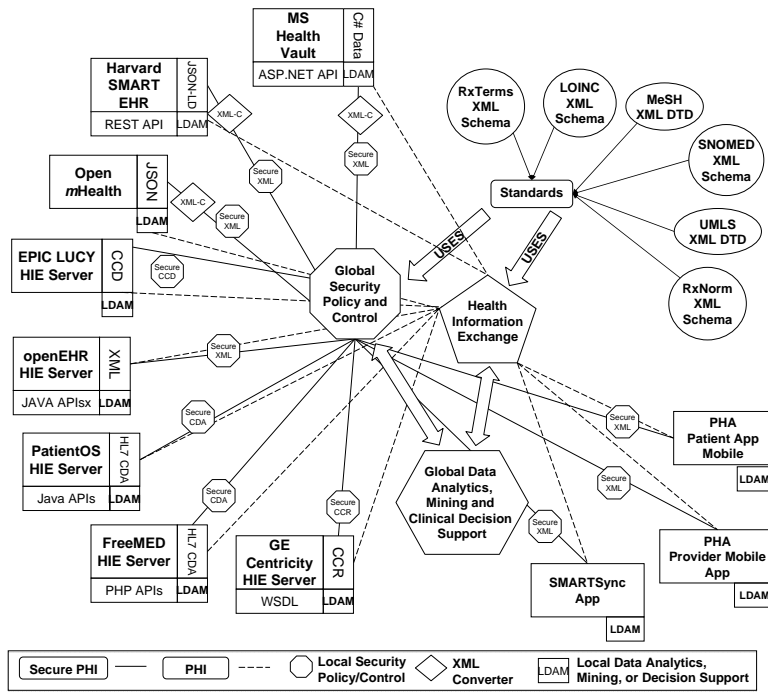 MS
Health
Vault
C# Data
ASP.NET API
LDAM
Harvard
SMART
EHR
JSON-LD
REST API
LDAM
XML-C
XML-C
Secure
XML
Secure
XML
Open
mHealth
JSON
LDAM
XML-C
Secure
XML
EPIC LUCY
HIE Server
CCD
LDAM
Secure
CCD
RxTerms
XML
Schema
LOINC
XML
Schema
MeSH
XML DTD
SNOMED
XML
Schema
UMLS
XML DTD
RxNorm
XML
Schema
Standards
USES
USES
Global
Security
Policy and
Control
Health
Information
Exchange
openEHR
HIE Server
XML
JAVA APIsx
LDAM
Secure
XML
PatientOS
HIE Server
HL7 CDA
Java APIs
LDAM
Secure
CDA
FreeMED
HIE Server
HL7 CDA
PHP APIs
LDAM
Secure
CDA
GE
Centricity
HIE Server
CCR
WSDL
LDAM
Secure
CCR
Global Data
Analytics,
Mining and
Clinical Decision
Support
Secure
XML
PHA
Patient App
Mobile
LDAM
Secure
XML
PHA
Provider Mobile
App
LDAM
Secure
XML
SMARTSync
App
LDAM
Secure PHI
PHI
Local Security
Policy/Control
XML
Converter
LDAM
Local Data Analytics,
Mining, or Decision Support